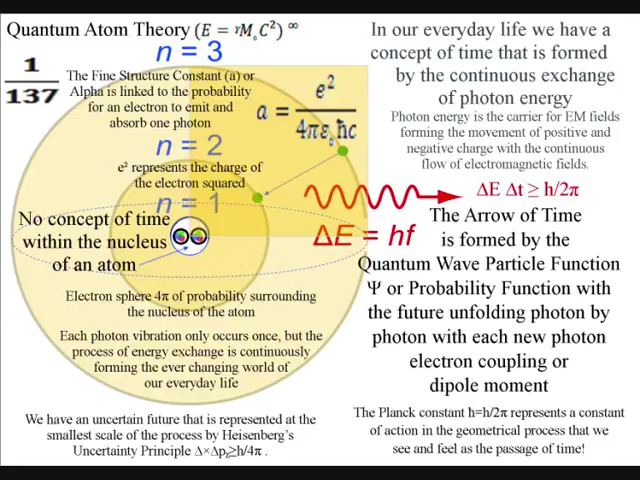 Quantum Atom Theory (E = ᵞM˳C²) ∞
n = 3
1
137
The Fine Structure Constant (a) or
Alpha is linked to the probability
for an electron to emit and
absorb one photon
a = e²
4πε˳ħc
n = 2
e² represents the charge of
the electron squared
n = 1
No concept of time
within the nucleus
of an atom
Electron sphere 4π of probability surrounding
the nucleus of the atom
Each photon vibration only occurs once, but the
process of energy exchange is continuously
forming the ever changing world of
our everyday life
We have an uncertain future that is represented at the
smallest scale of the process by Heisenberg's
Uncertainty Principle Δ×Δpₓ≥h/4π .
In our everyday life we have a
concept of time that is formed
by the continuous exchange
of photon energy
Photon energy is the carrier for EM fields
forming the movement of positive and
negative charge with the continuous
flow of electromagnetic fields.
ΔE Δt ≥ h/2π
ΔE = hf
The Arrow of Time
is formed by the
Quantum Wave Particle Function
Ψ or Probability Function with
the future unfolding photon by
photon with each new photon
electron coupling or
dipole moment
The Planck constant ħ=h/2π represents a constant
of action in the geometrical process that we
see and feel as the passage of time!